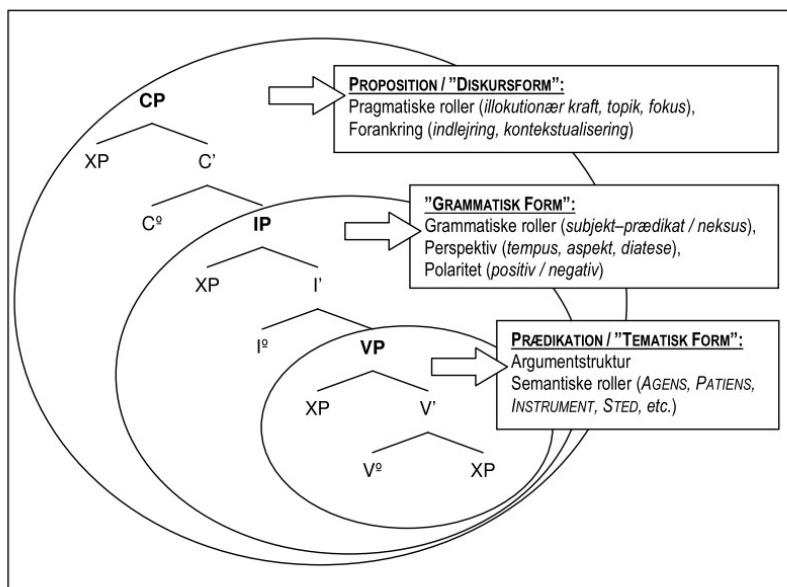 PROPOSITION / ”DISKURSFORM”:
Pragmatiske roller (illokutionær kraft, topik, fokus),
Forankring (indlejring, kontekstualisering)
CP
XP C’
Cº IP
”GRAMMATISK FORM”:
Grammatiske roller (subjekt–prædikat / neksus),
Perspektiv (tempus, aspekt, diatese),
Polaritet (positiv / negativ)
XP I’
Iº VP
PRÆDIKATION / ”TEMATISK FORM”:
Argumentstruktur
Semantiske roller (AGENS, PATIENS,
INSTRUMENT, STED, etc.)
XP V’
Vº XP